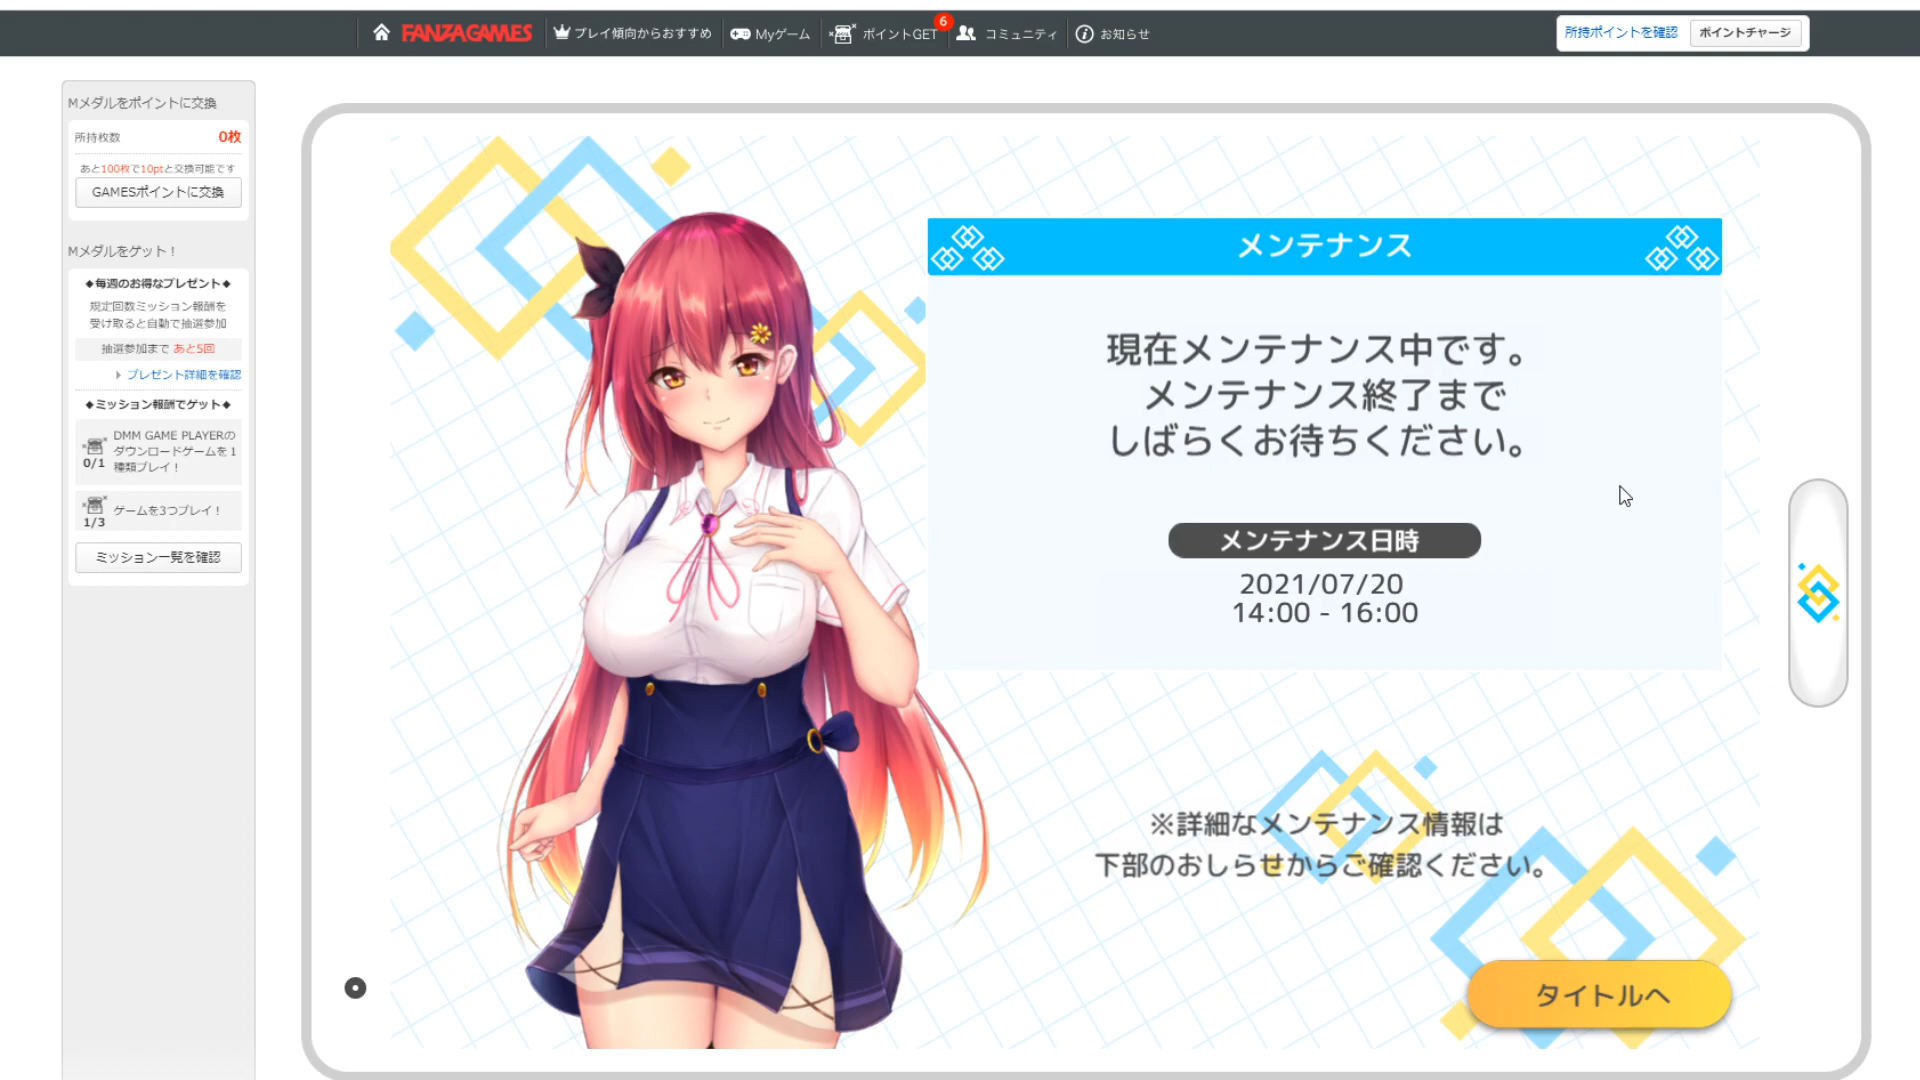 FANZAGAMES
プレイ傾向からおすすめ
Myゲーム
ポイントGET
6
コミュニティ
お知らせ
所持ポイントを確認
ポイントチャージ
Mメダルをポイントに交換
所持枚数 0枚
あと100枚で10ptと交換可能です
GAMESポイントに交換
Mメダルをゲット！
◆毎週のお得なプレゼント◆
規定回数ミッション報酬を
受け取ると自動で抽選参加
抽選参加まで あと5回
プレゼント詳細を確認
◆ミッション報酬でゲット◆
DMM GAME PLAYERの
ダウンロードゲームを1
種類プレイ！
0/1
ゲームを3つプレイ！
1/3
ミッション一覧を確認
メンテナンス
現在メンテナンス中です。
メンテナンス終了まで
しばらくお待ちください。
メンテナンス日時
2021/07/20
14:00 - 16:00
※詳細なメンテナンス情報は
下部のおしらせからご確認ください。
タイトルへ